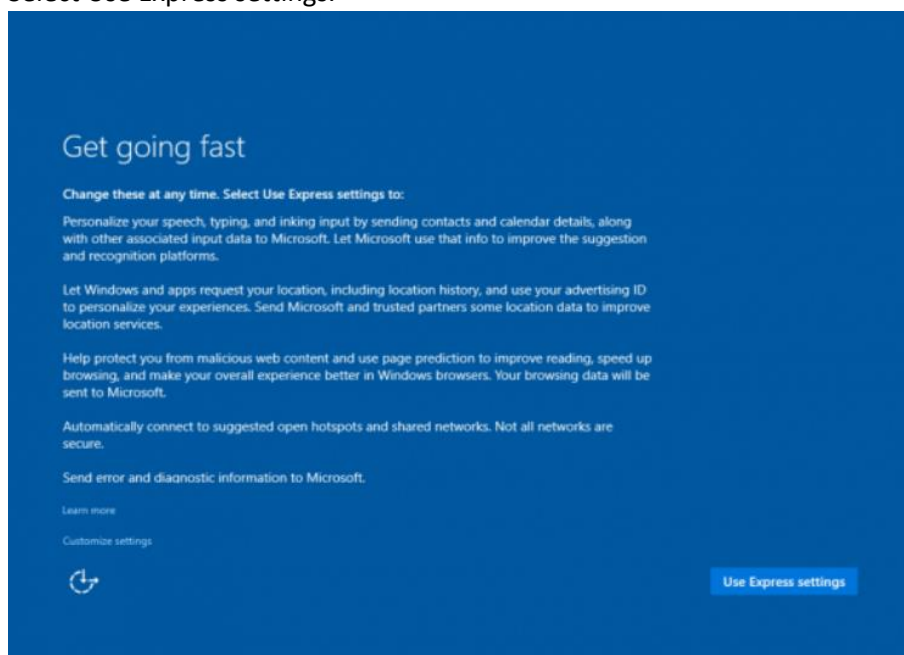 Select Use Express settings.
Get going fast
Change these at any time. Select Use Express settings to:
Personalize your speech, typing, and inking input by sending contacts and calendar details, along
with other associated input data to Microsoft. Let Microsoft use that info to improve the suggestion
and recognition platforms.
Let Windows and apps request your location, including location history, and use your advertising ID
to personalize your experiences. Send Microsoft and trusted partners some location data to improve
location services.
Help protect you from malicious web content and use page prediction to improve reading, speed up
browsing, and make your overall experience better in Windows browsers. Your browsing data will be
sent to Microsoft.
Automatically connect to suggested open hotspots and shared networks. Not all networks are
secure.
Send error and diagnostic information to Microsoft.
Learn more
Customize settings
Use Express settings